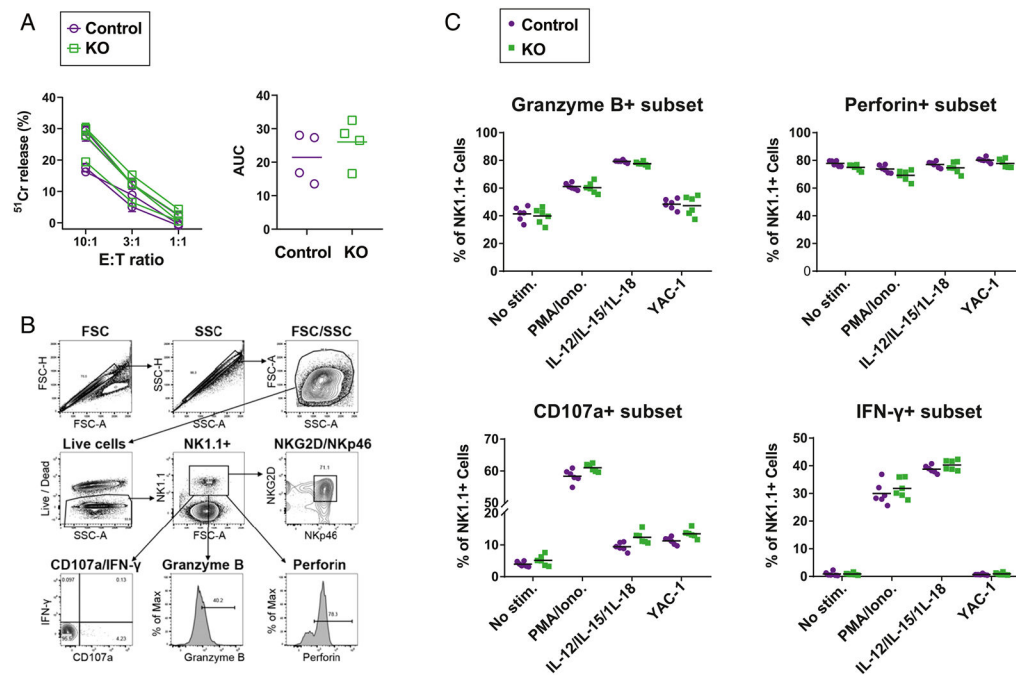 A
Control
KO
51Cr release (%)
40
30
20
10
0
10:1 3:1 1:1
E:T ratio
AUC
40
30
20
10
0
Control KO
B
FSC SSC FSC/SSC
FSC-H
FSC-A
SSC-H
SSC-A
FSC-A
SSC-A
Live cells NK1.1+ NKG2D/NKp46
Live / Dead
SSC-A
NK1.1
FSC-A
NKG2D
71.1
NKp46
CD107a/IFN-γ Granzyme B Perforin
IFN-γ
0.097 0.13
4.23
CD107a
% of Max
40.2
Granzyme B
% of Max
78.1
Perforin
C
Control
KO
Granzyme B+ subset
% of NK1.1+ Cells
100
80
60
40
20
0
No stim.
PMA/Iono.
IL-12/IL-15/1L-18
YAC-1
Perforin+ subset
% of NK1.1+ Cells
100
80
60
40
20
0
No stim.
PMA/Iono.
IL-12/IL-15/1L-18
YAC-1
CD107a+ subset
% of NK1.1+ Cells
70
60
50
20
10
0
No stim.
PMA/Iono.
IL-12/IL-15/1L-18
YAC-1
IFN-γ+ subset
% of NK1.1+ Cells
50
40
30
20
10
0
No stim.
PMA/Iono.
IL-12/IL-15/1L-18
YAC-1